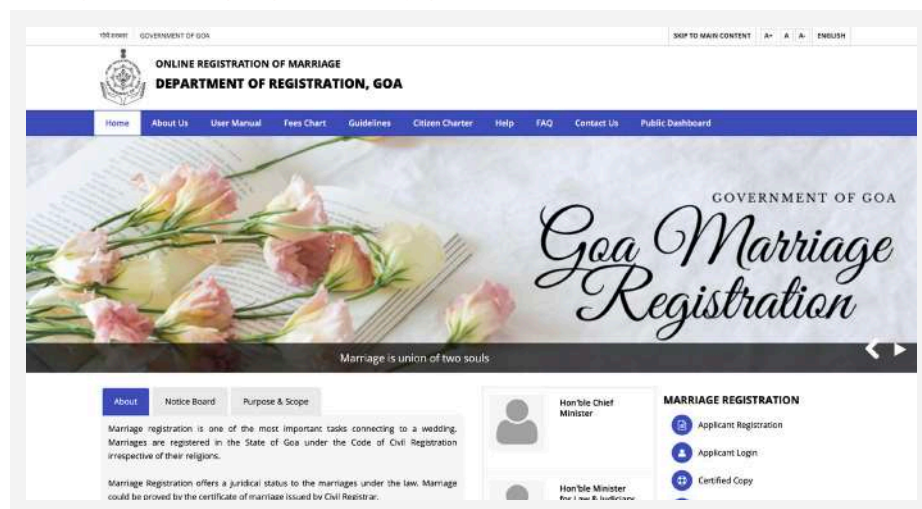 GOVERNMENT OF GOA
SKIP TO MAIN CONTENT A+ A A- ENGLISH
ONLINE REGISTRATION OF MARRIAGE
DEPARTMENT OF REGISTRATION, GOA
Home About Us User Manual Fees Chart Guidelines Citizen Charter Help FAQ Contact Us Public Dashboard
GOVERNMENT OF GOA
Goa Marriage
Registration
Marriage is union of two souls
About Notice Board Purpose & Scope
Marriage registration is one of the most important tasks connecting to a wedding.
Marriages are registered in the State of Goa under the Code of Civil Registration
irrespective of their religions.
Marriage Registration offers a juridical status to the marriages under the law. Marriage
could be proved by the certificate of marriage issued by Civil Registrar.
Hon'ble Chief
Minister
Hon'ble Minister
for Law & Judiciary
MARRIAGE REGISTRATION
Applicant Registration
Applicant Login
Certified Copy